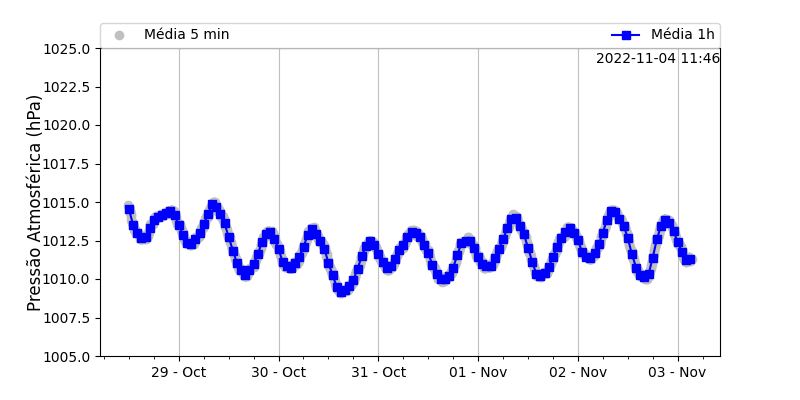 Média 5 min
Média 1h
2022-11-04 11:46
Pressão Atmosférica (hPa)
1025.0
1022.5
1020.0
1017.5
1015.0
1012.5
1010.0
1007.5
1005.0
29 - Oct
30 - Oct
31 - Oct
01 - Nov
02 - Nov
03 - Nov